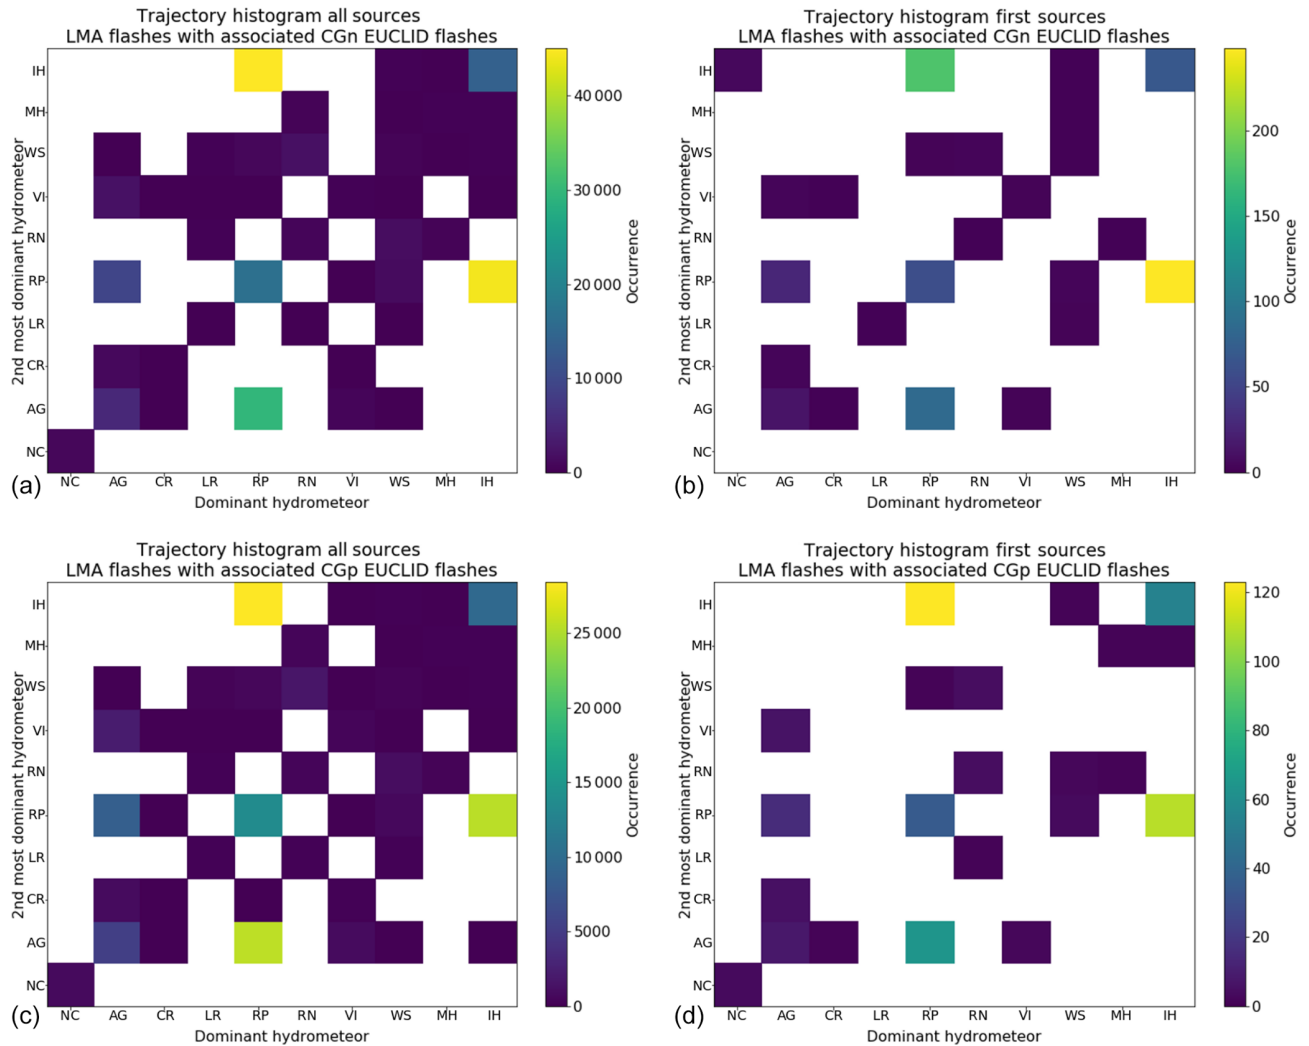 Trajectory histogram all sources
LMA flashes with associated CGn EUCLID flashes
IH
MH
WS
VI
RN
RP
LR
CR
AG
NC
2nd most dominant hydrometeor
NC AG CR LR RP RN VI WS MH IH
Dominant hydrometeor
40 000
30 000
20 000
10 000
0
Occurrence
(a)
Trajectory histogram first sources
LMA flashes with associated CGn EUCLID flashes
IH
MH
WS
VI
RN
RP
LR
CR
AG
NC
2nd most dominant hydrometeor
NC AG CR LR RP RN VI WS MH IH
Dominant hydrometeor
200
150
100
50
0
Occurrence
(b)
Trajectory histogram all sources
LMA flashes with associated CGp EUCLID flashes
IH
MH
WS
VI
RN
RP
LR
CR
AG
NC
2nd most dominant hydrometeor
NC AG CR LR RP RN VI WS MH IH
Dominant hydrometeor
25 000
20 000
15 000
10 000
5000
0
Occurrence
(c)
Trajectory histogram first sources
LMA flashes with associated CGp EUCLID flashes
IH
MH
WS
VI
RN
RP
LR
CR
AG
NC
2nd most dominant hydrometeor
NC AG CR LR RP RN VI WS MH IH
Dominant hydrometeor
120
100
80
60
40
20
0
Occurrence
(d)